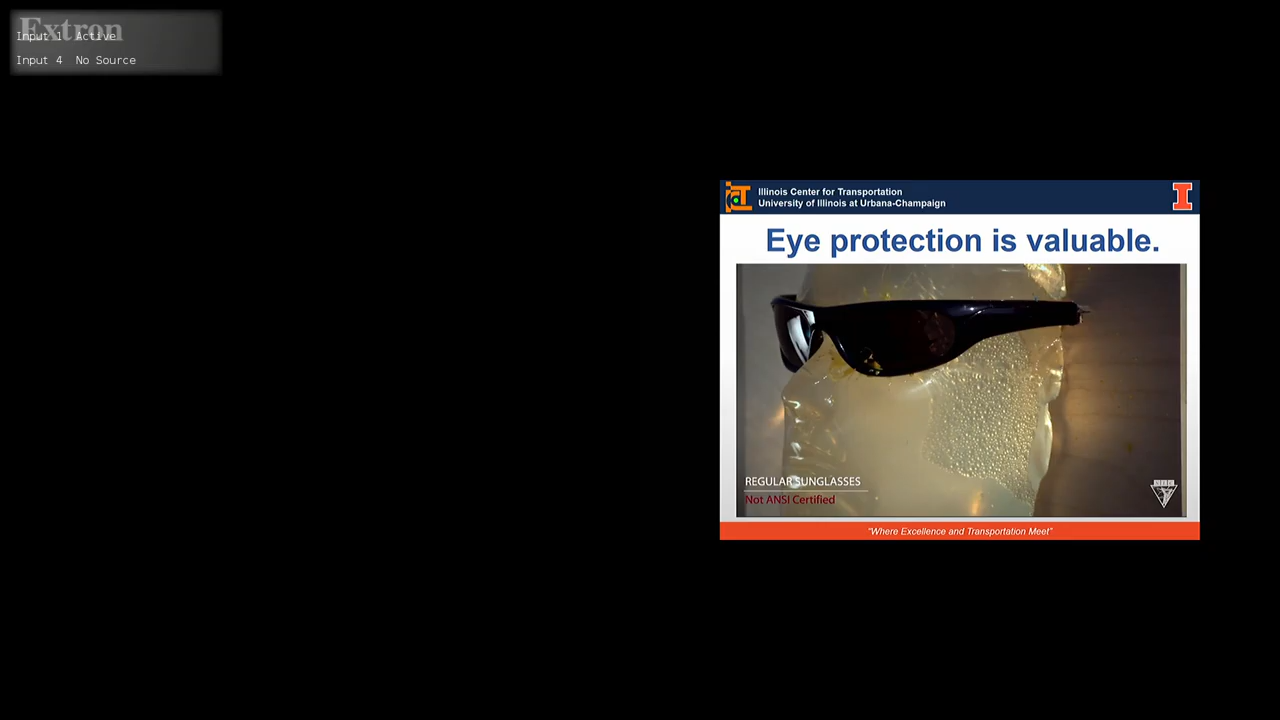 Extron
Input 1 Active
Input 4 No Source
Illinois Center for Transportation
University of Illinois at Urbana-Champaign
Eye protection is valuable.
REGULAR SUNGLASSES
Not ANSI Certified
"Where Excellence and Transportation Meet"